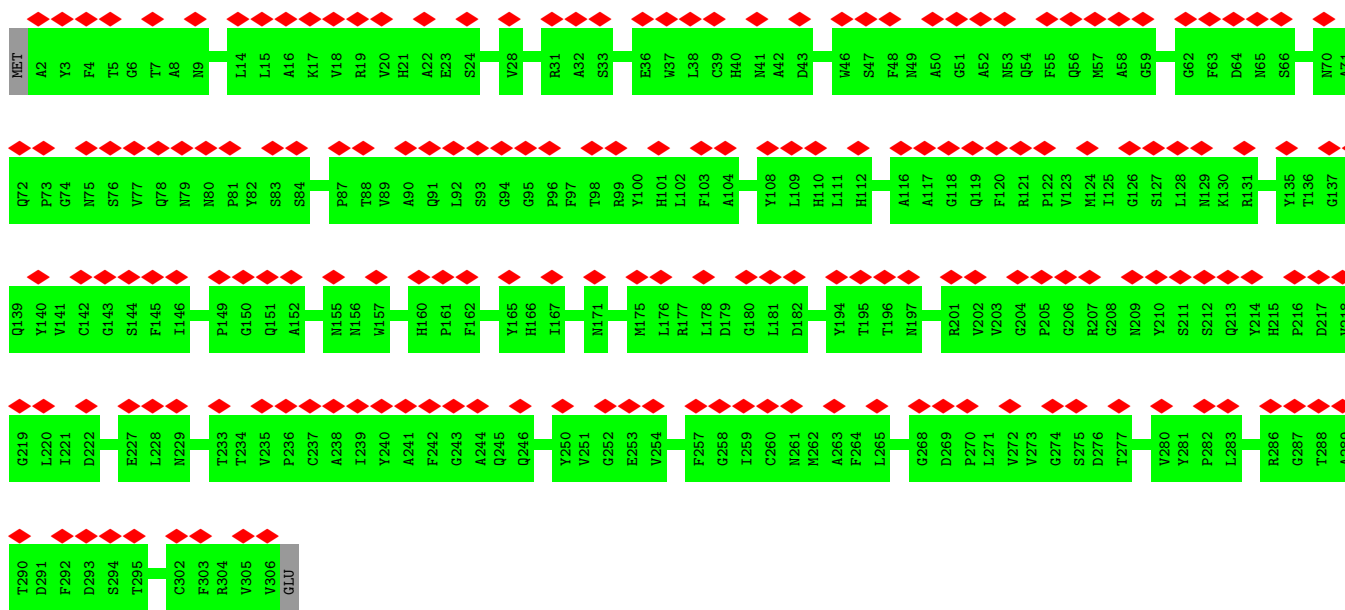 MET A2 Y3 F4 T5 G6 T7 A8 N9 L14 L15 A16 K17 V18 R19 V20 H21 A22 E23 S24 V28 R31 A32 S33 E36 W37 L38 C39 H40 N41 A42 D43 W46 S47 F48 N49 A50 G51 A52 N53 Q54 F55 Q56 M57 A58 G59 G62 F63 D64 N65 S66 N70 A71
Q72 P73 G74 N75 S76 V77 Q78 N79 N80 P81 Y82 S83 S84 P87 T88 V89 A90 Q91 L92 S93 G94 G95 P96 F97 T98 R99 Y100 H101 L102 F103 A104 Y108 L109 H110 L111 H112 A116 A117 G118 Q119 F120 R121 P122 V123 M124 I125 G126 S127 L128 N129 K130 R131 Y135 T136 G137
Q139 Y140 V141 C142 G143 S144 F145 I146 P149 G150 Q151 A152 N155 N156 W157 H160 P161 F162 Y165 H166 I167 N171 M175 L176 R177 L178 D179 G180 L181 D182 Y194 T195 T196 N197 R201 V202 V203 G204 P205 G206 R207 G208 N209 Y210 S211 S212 Q213 Y214 H215 P216 D217
G219 L220 I221 D222 E227 L228 N229 T233 T234 V235 P236 C237 A238 I239 Y240 A241 F242 G243 A244 Q245 Q246 Y250 V251 G252 E253 V254 F257 G258 I259 C260 N261 M262 A263 F264 L265 G268 D269 P270 L271 V272 V273 G274 S275 D276 T277 V280 Y281 P282 L283 R286 G287 T288
T290 D291 F292 D293 S294 T295 C302 F303 R304 V305 V306 GLU